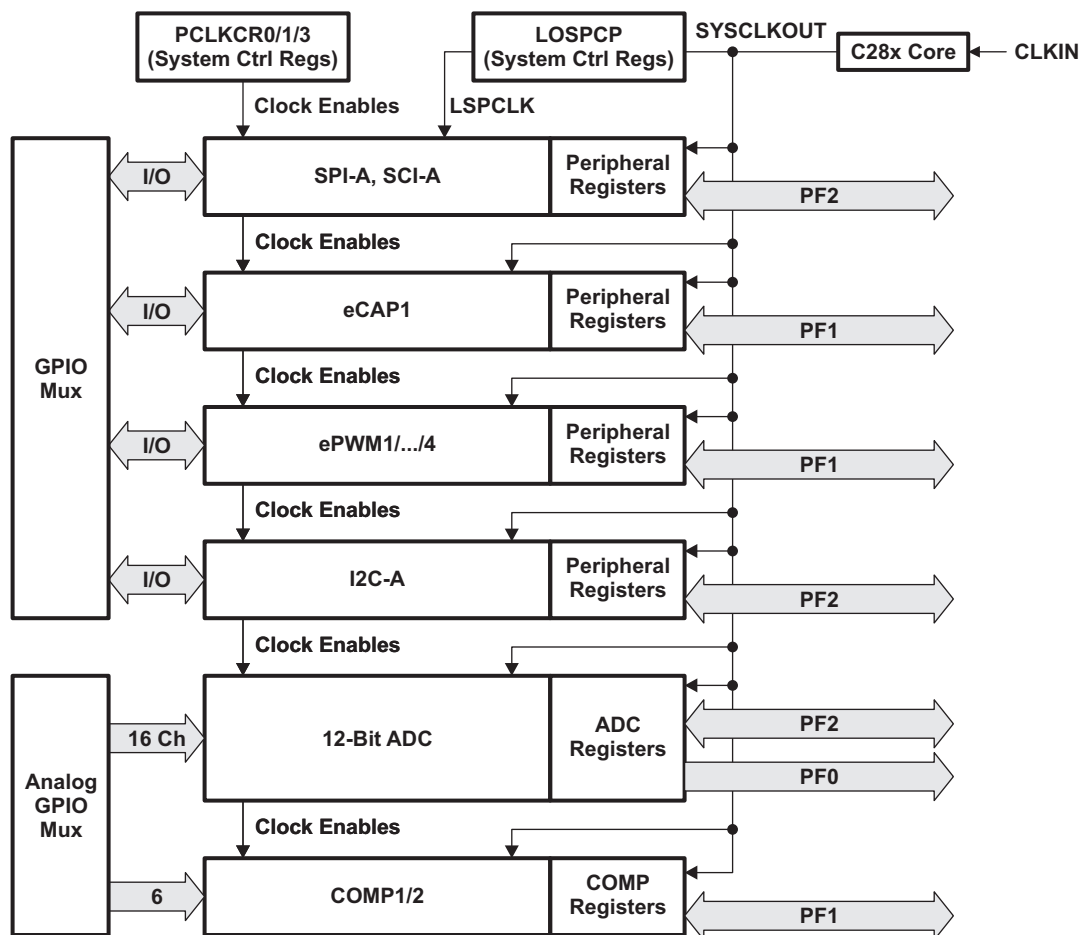 PCLKCR0/1/3
(System Ctrl Regs)
LOSPCP
(System Ctrl Regs)
SYSCLKOUT
C28x Core
CLKIN
Clock Enables
LSPCLK
GPIO
Mux
I/O
SPI-A, SCI-A
Peripheral
Registers
PF2
Clock Enables
I/O
eCAP1
Peripheral
Registers
PF1
Clock Enables
I/O
ePWM1/.../4
Peripheral
Registers
PF1
Clock Enables
I/O
I2C-A
Peripheral
Registers
PF2
Clock Enables
Analog
GPIO
Mux
16 Ch
12-Bit ADC
ADC
Registers
PF2
PF0
Clock Enables
6
COMP1/2
COMP
Registers
PF1